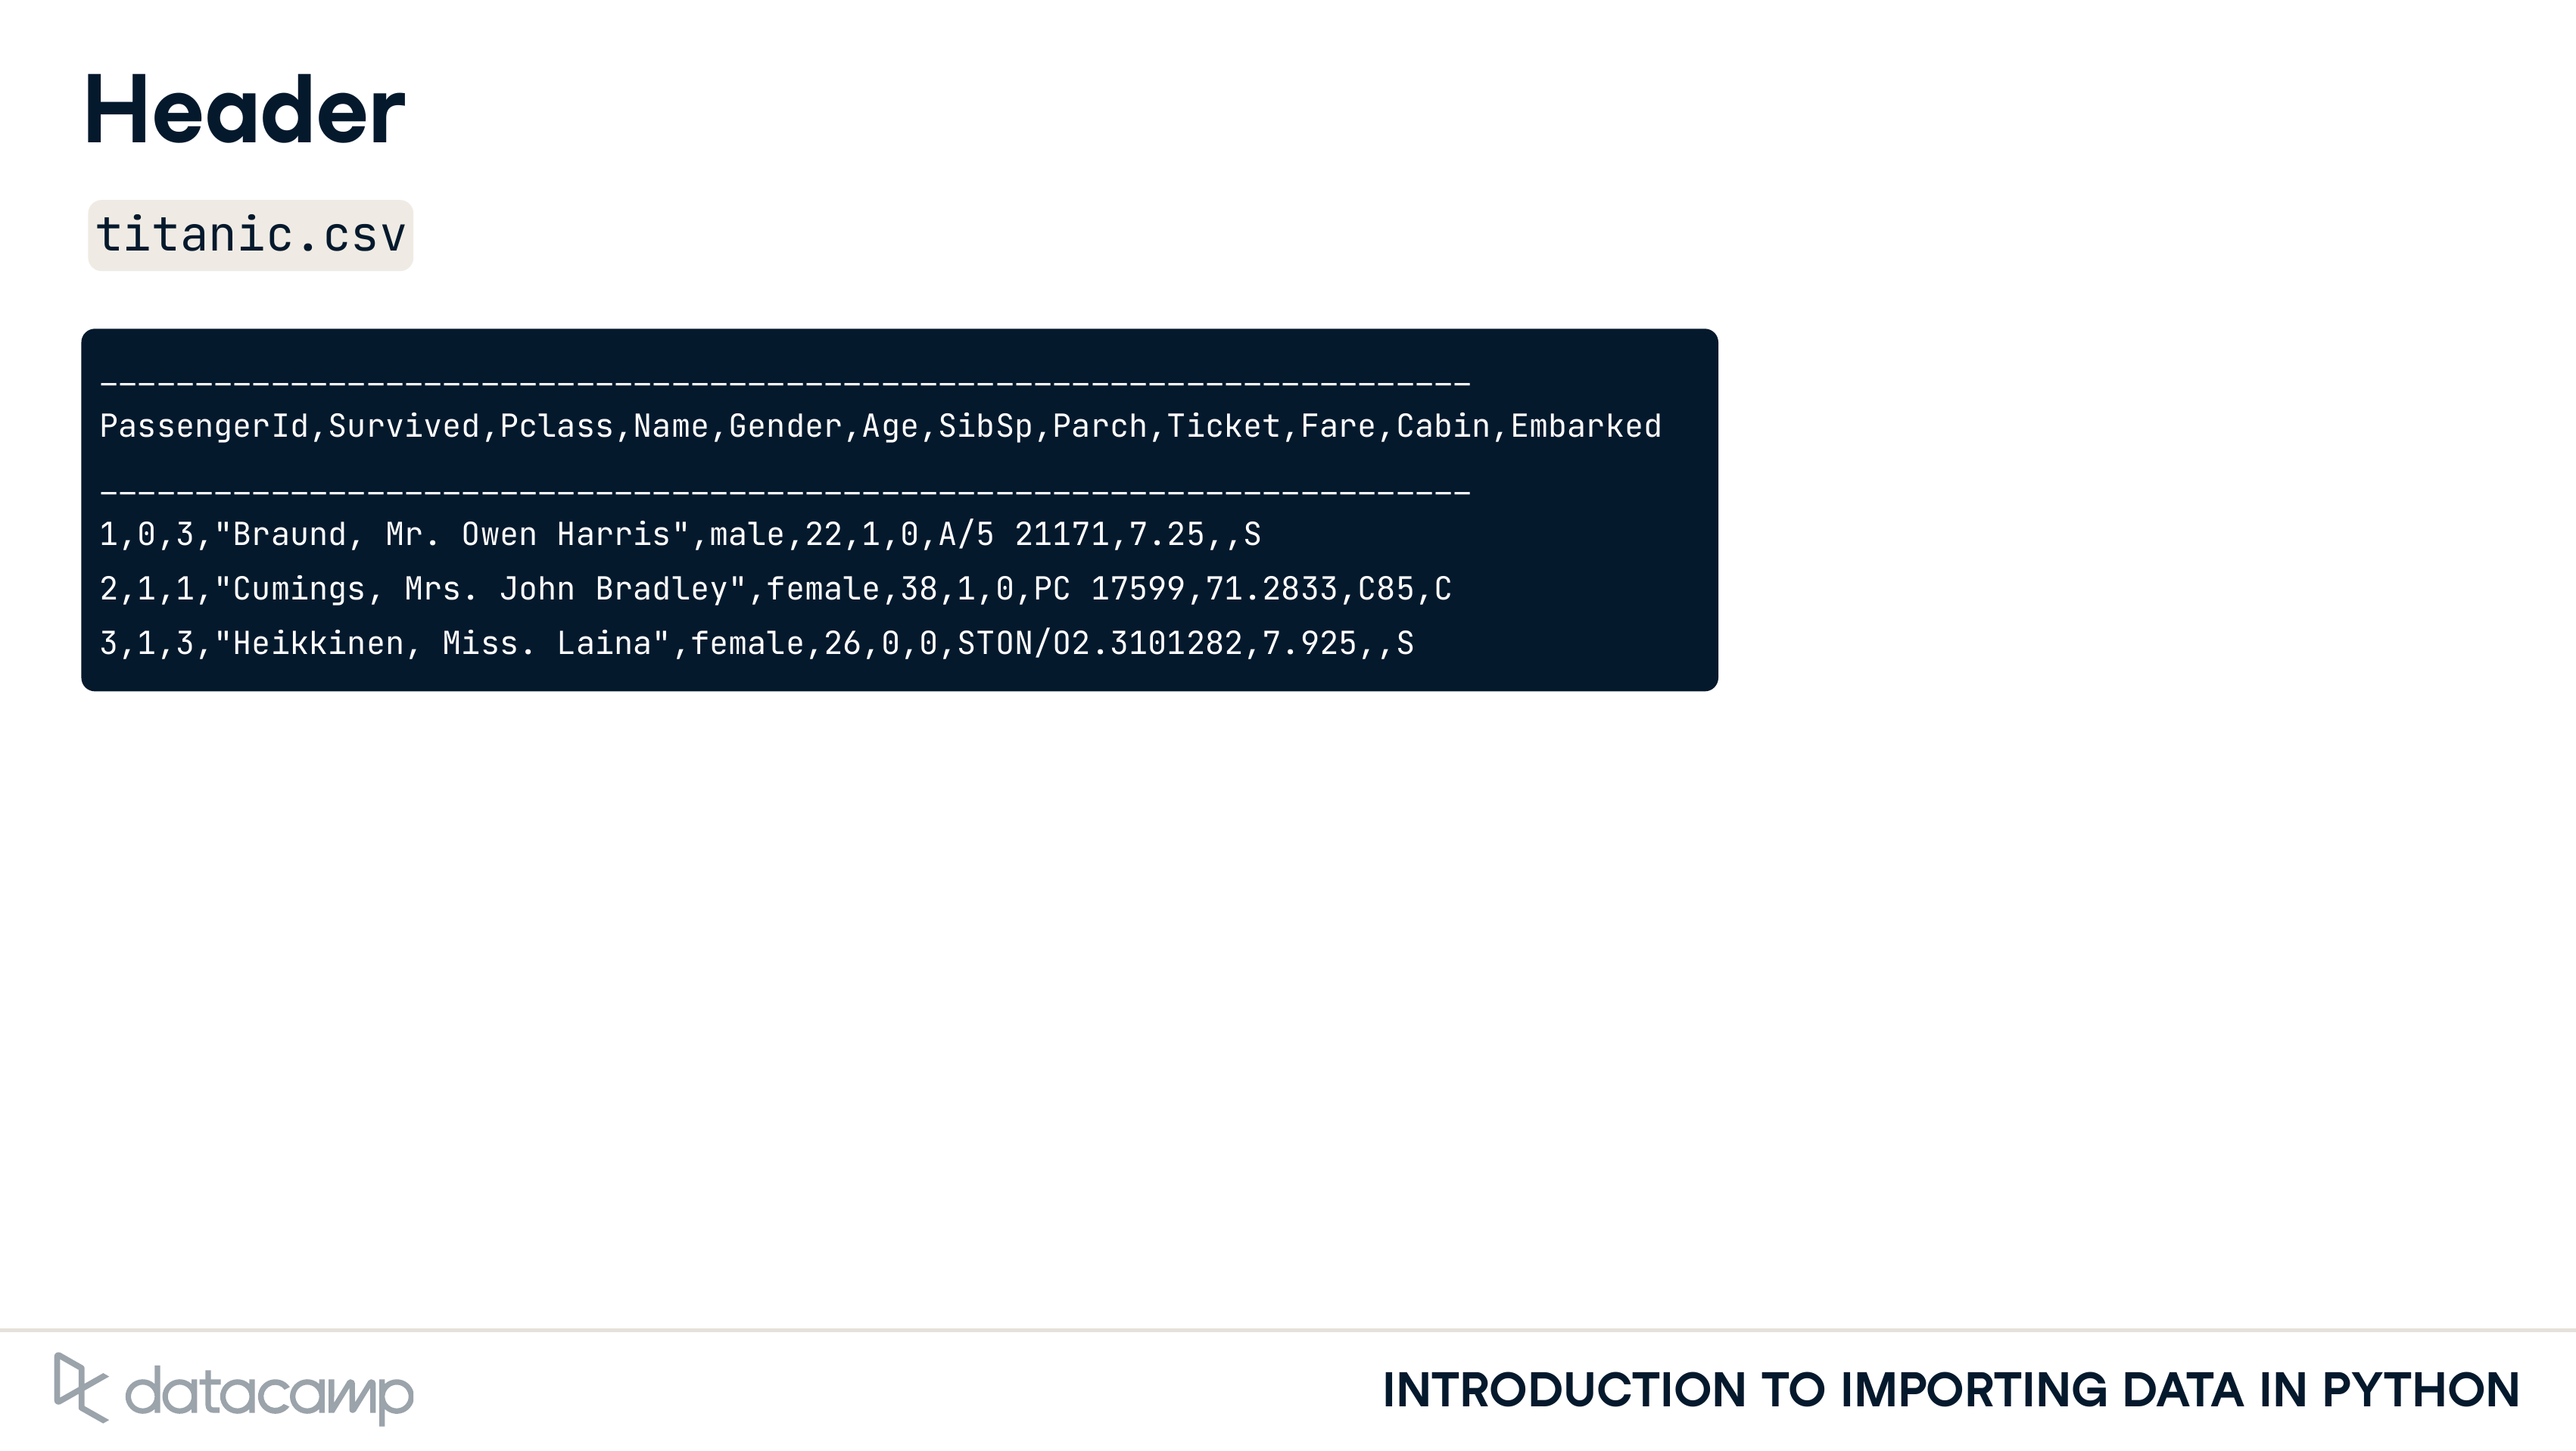 Header
titanic.csv
------------------------------------------------------------------------
PassengerId,Survived,Pclass,Name,Gender,Age,SibSp,Parch,Ticket,Fare,Cabin,Embarked
------------------------------------------------------------------------
1,0,3,"Braund, Mr. Owen Harris",male,22,1,0,A/5 21171,7.25,,S
2,1,1,"Cumings, Mrs. John Bradley",female,38,1,0,PC 17599,71.2833,C85,C
3,1,3,"Heikkinen, Miss. Laina",female,26,0,0,STON/O2.3101282,7.925,,S
datacamp
INTRODUCTION TO IMPORTING DATA IN PYTHON